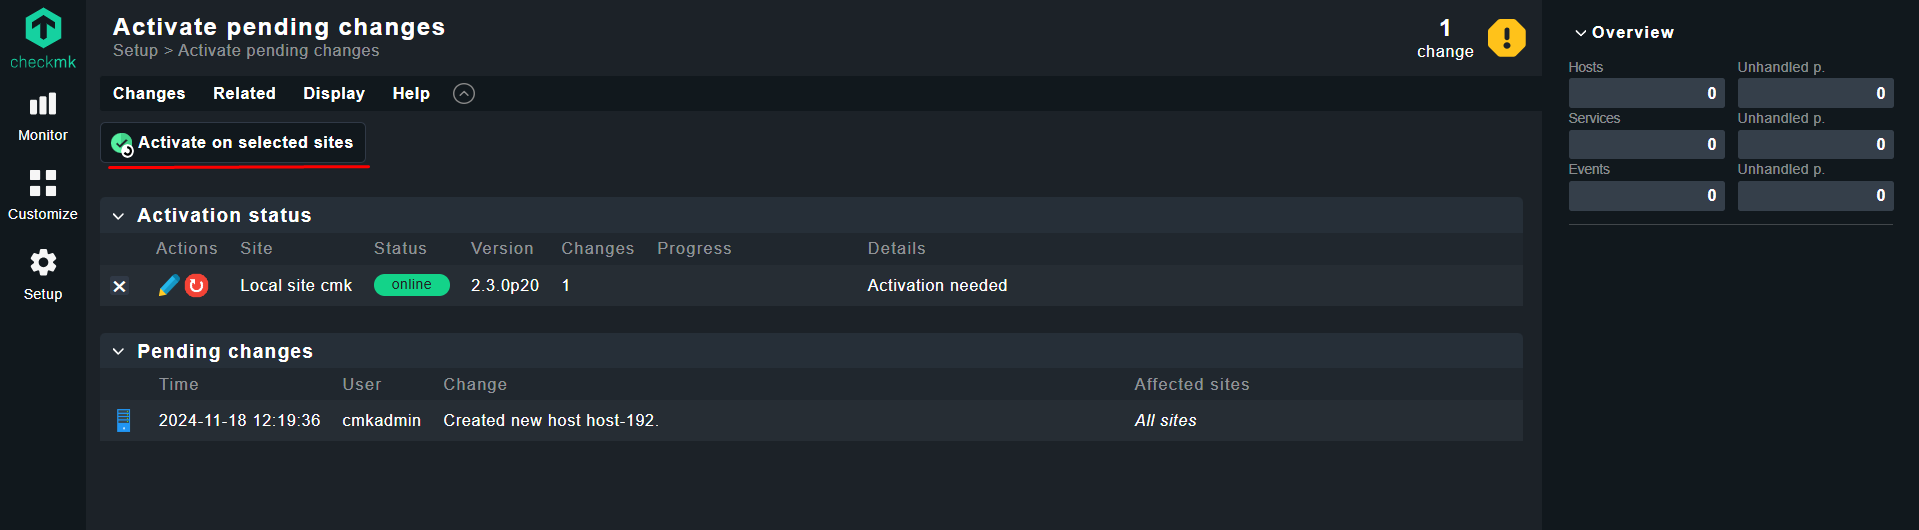 checkmk
Monitor
Customize
Setup
Activate pending changes
Setup > Activate pending changes
1
change
Changes Related Display Help
Activate on selected sites
Activation status
Actions Site Status Version Changes Progress Details
Local site cmk online 2.3.0p20 1 Activation needed
Pending changes
Time User Change Affected sites
2024-11-18 12:19:36 cmkadmin Created new host host-192. All sites
Overview
Hosts Unhandled p.
0 0
Services Unhandled p.
0 0
Events Unhandled p.
0 0